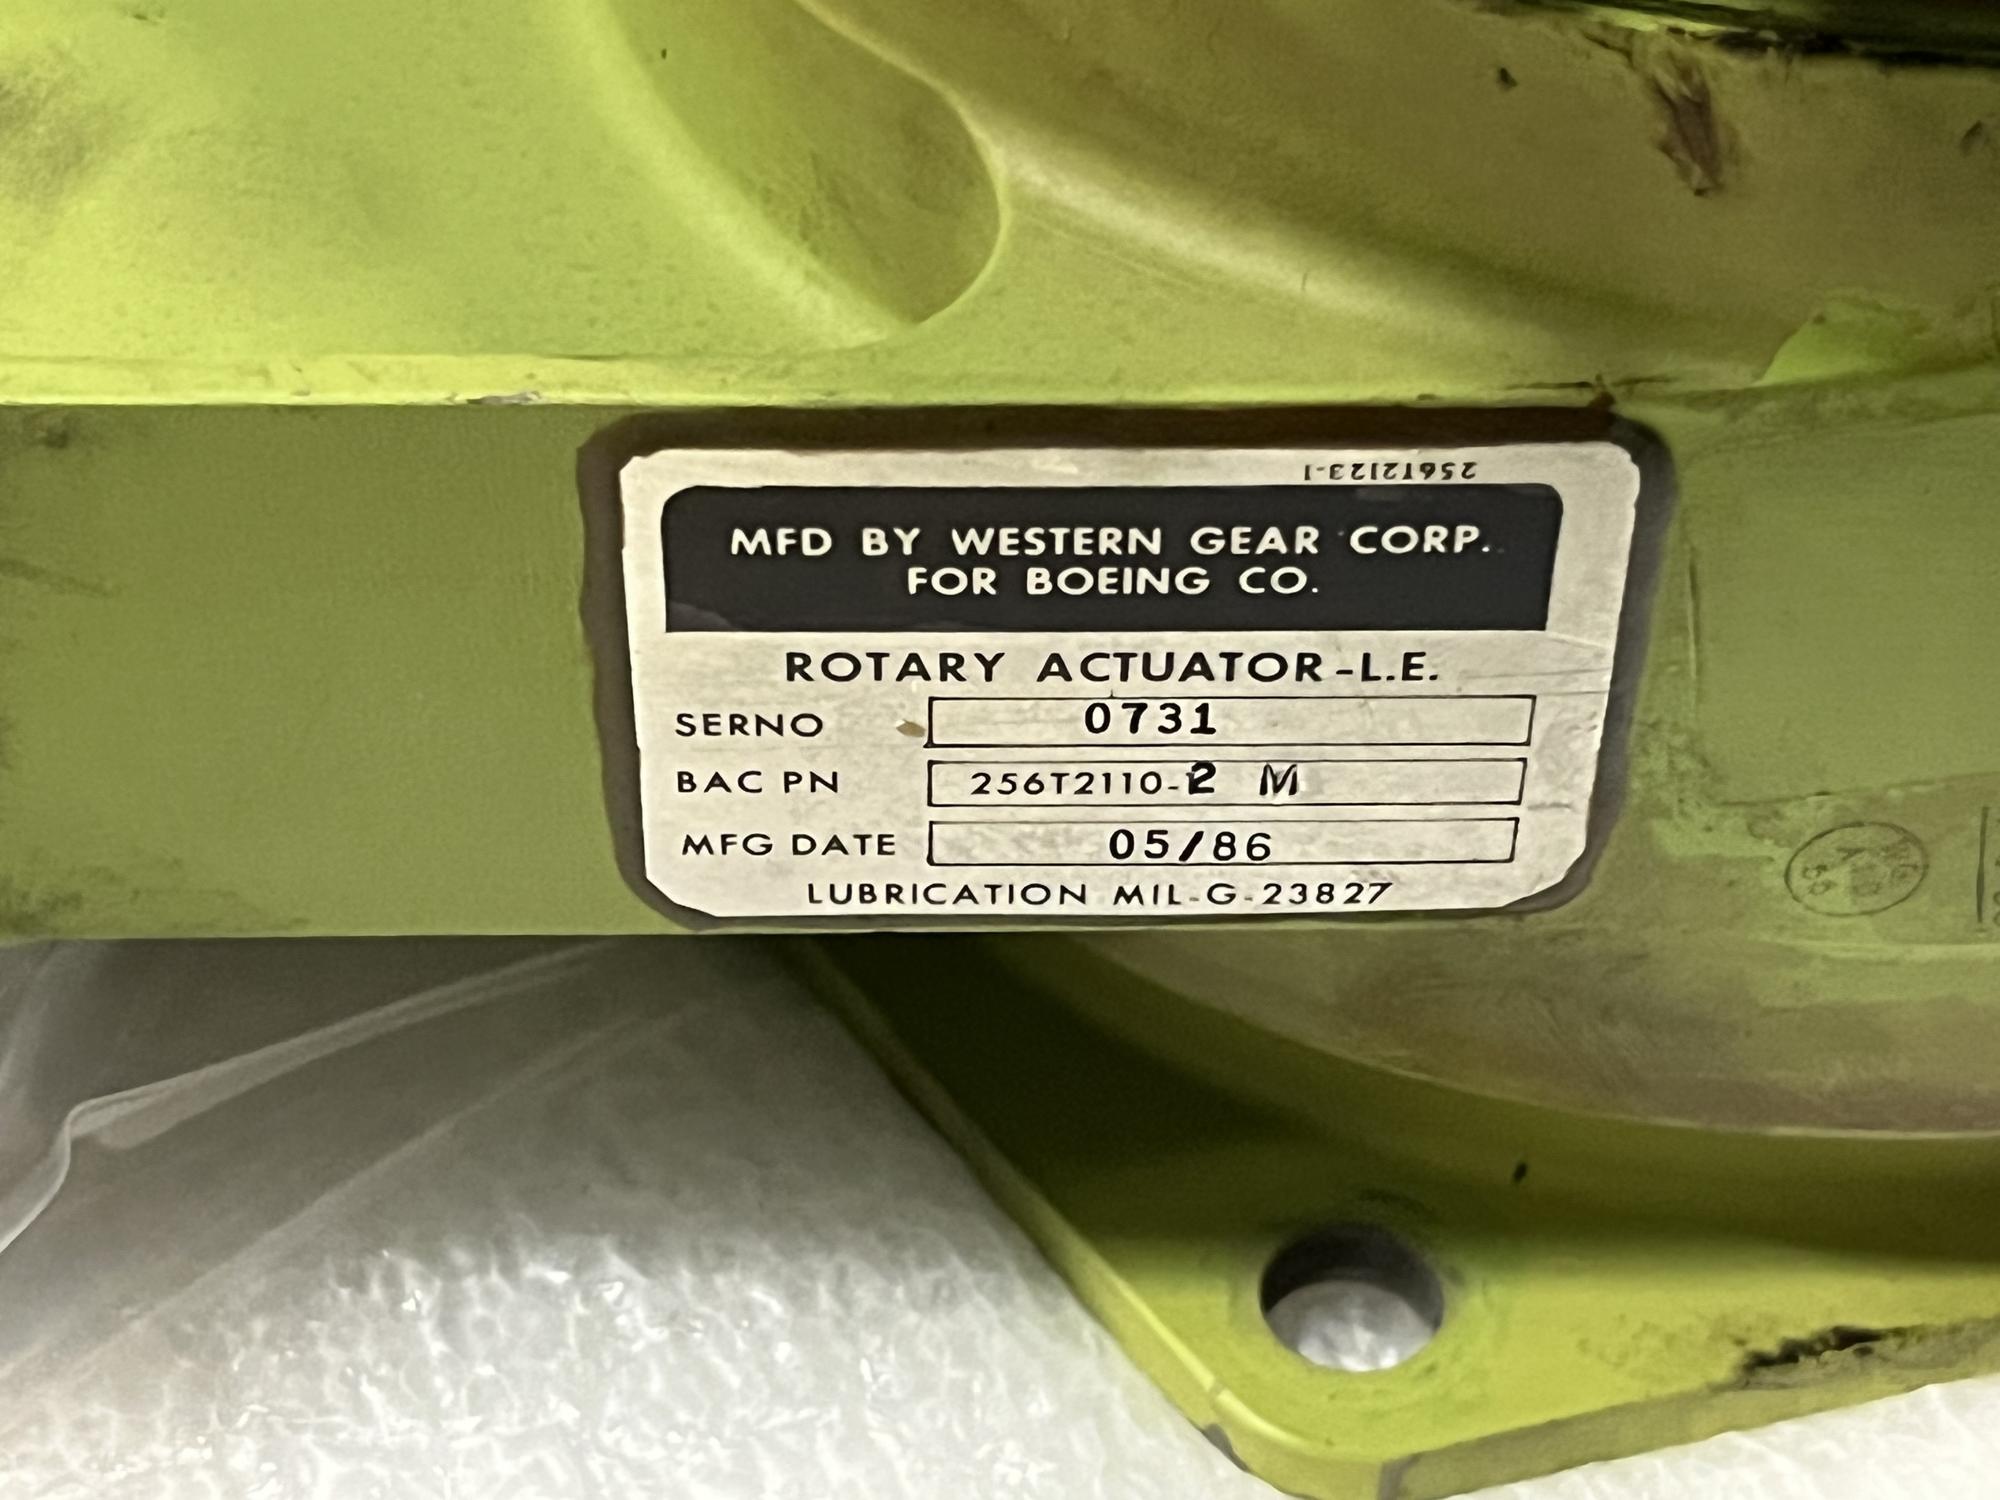 256T2123-1
MFD BY WESTERN GEAR CORP.
FOR BOEING CO.
ROTARY ACTUATOR-L.E.
SERNO 0731
BAC PN 256T2110-2 M
MFG DATE 05/86
LUBRICATION MIL-G-23827